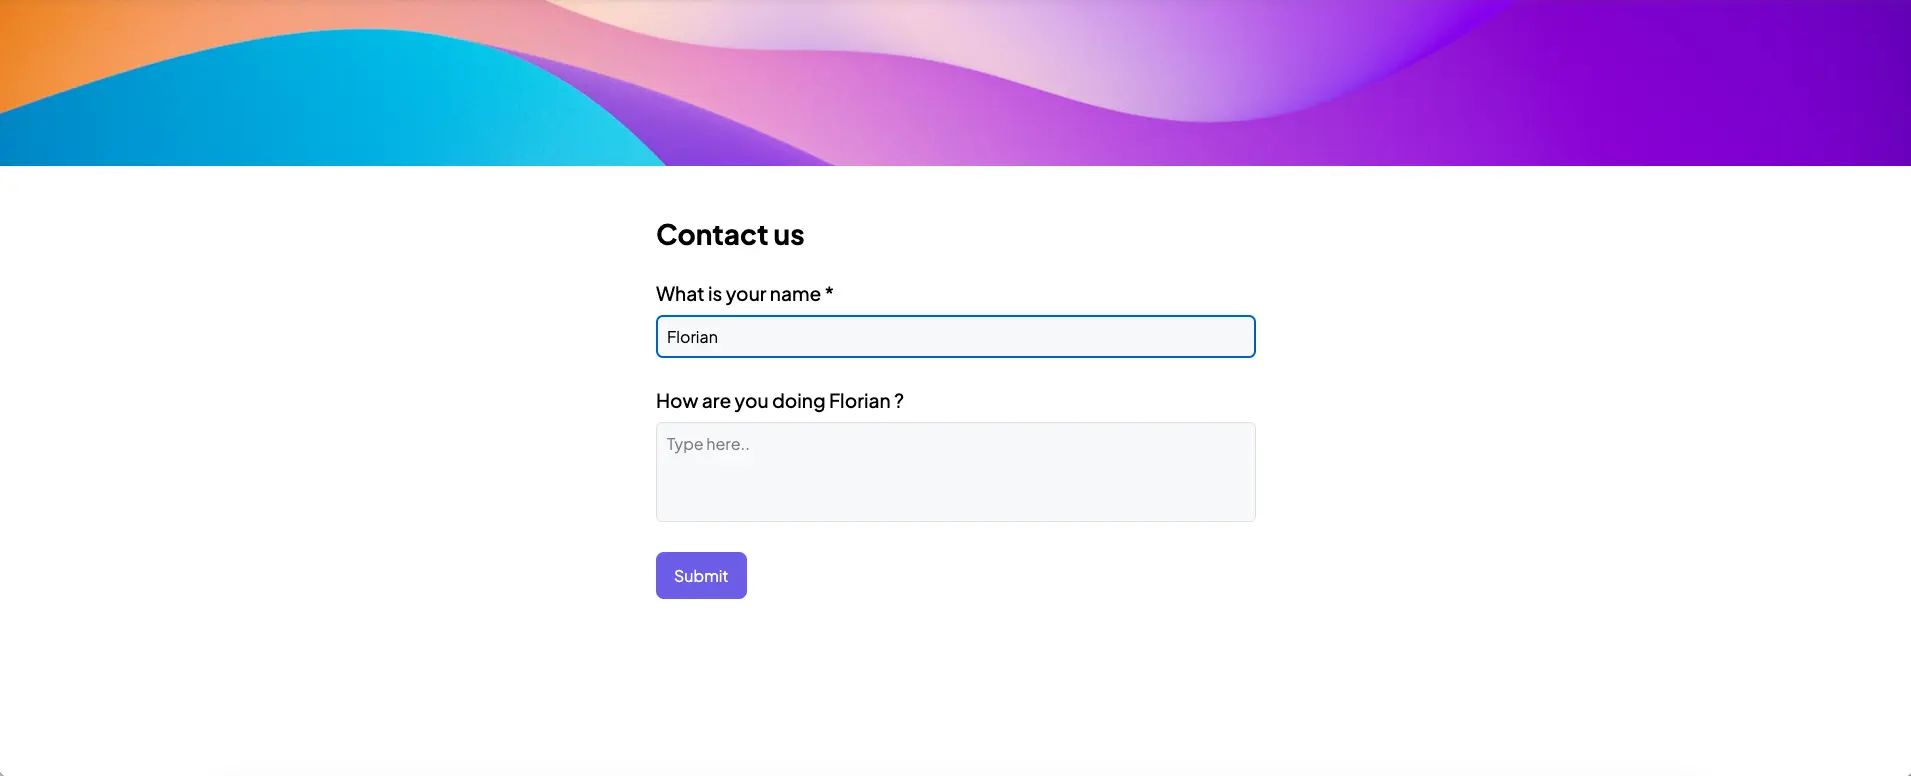 Contact us
What is your name *
Florian
How are you doing Florian ?
Type here..
Submit